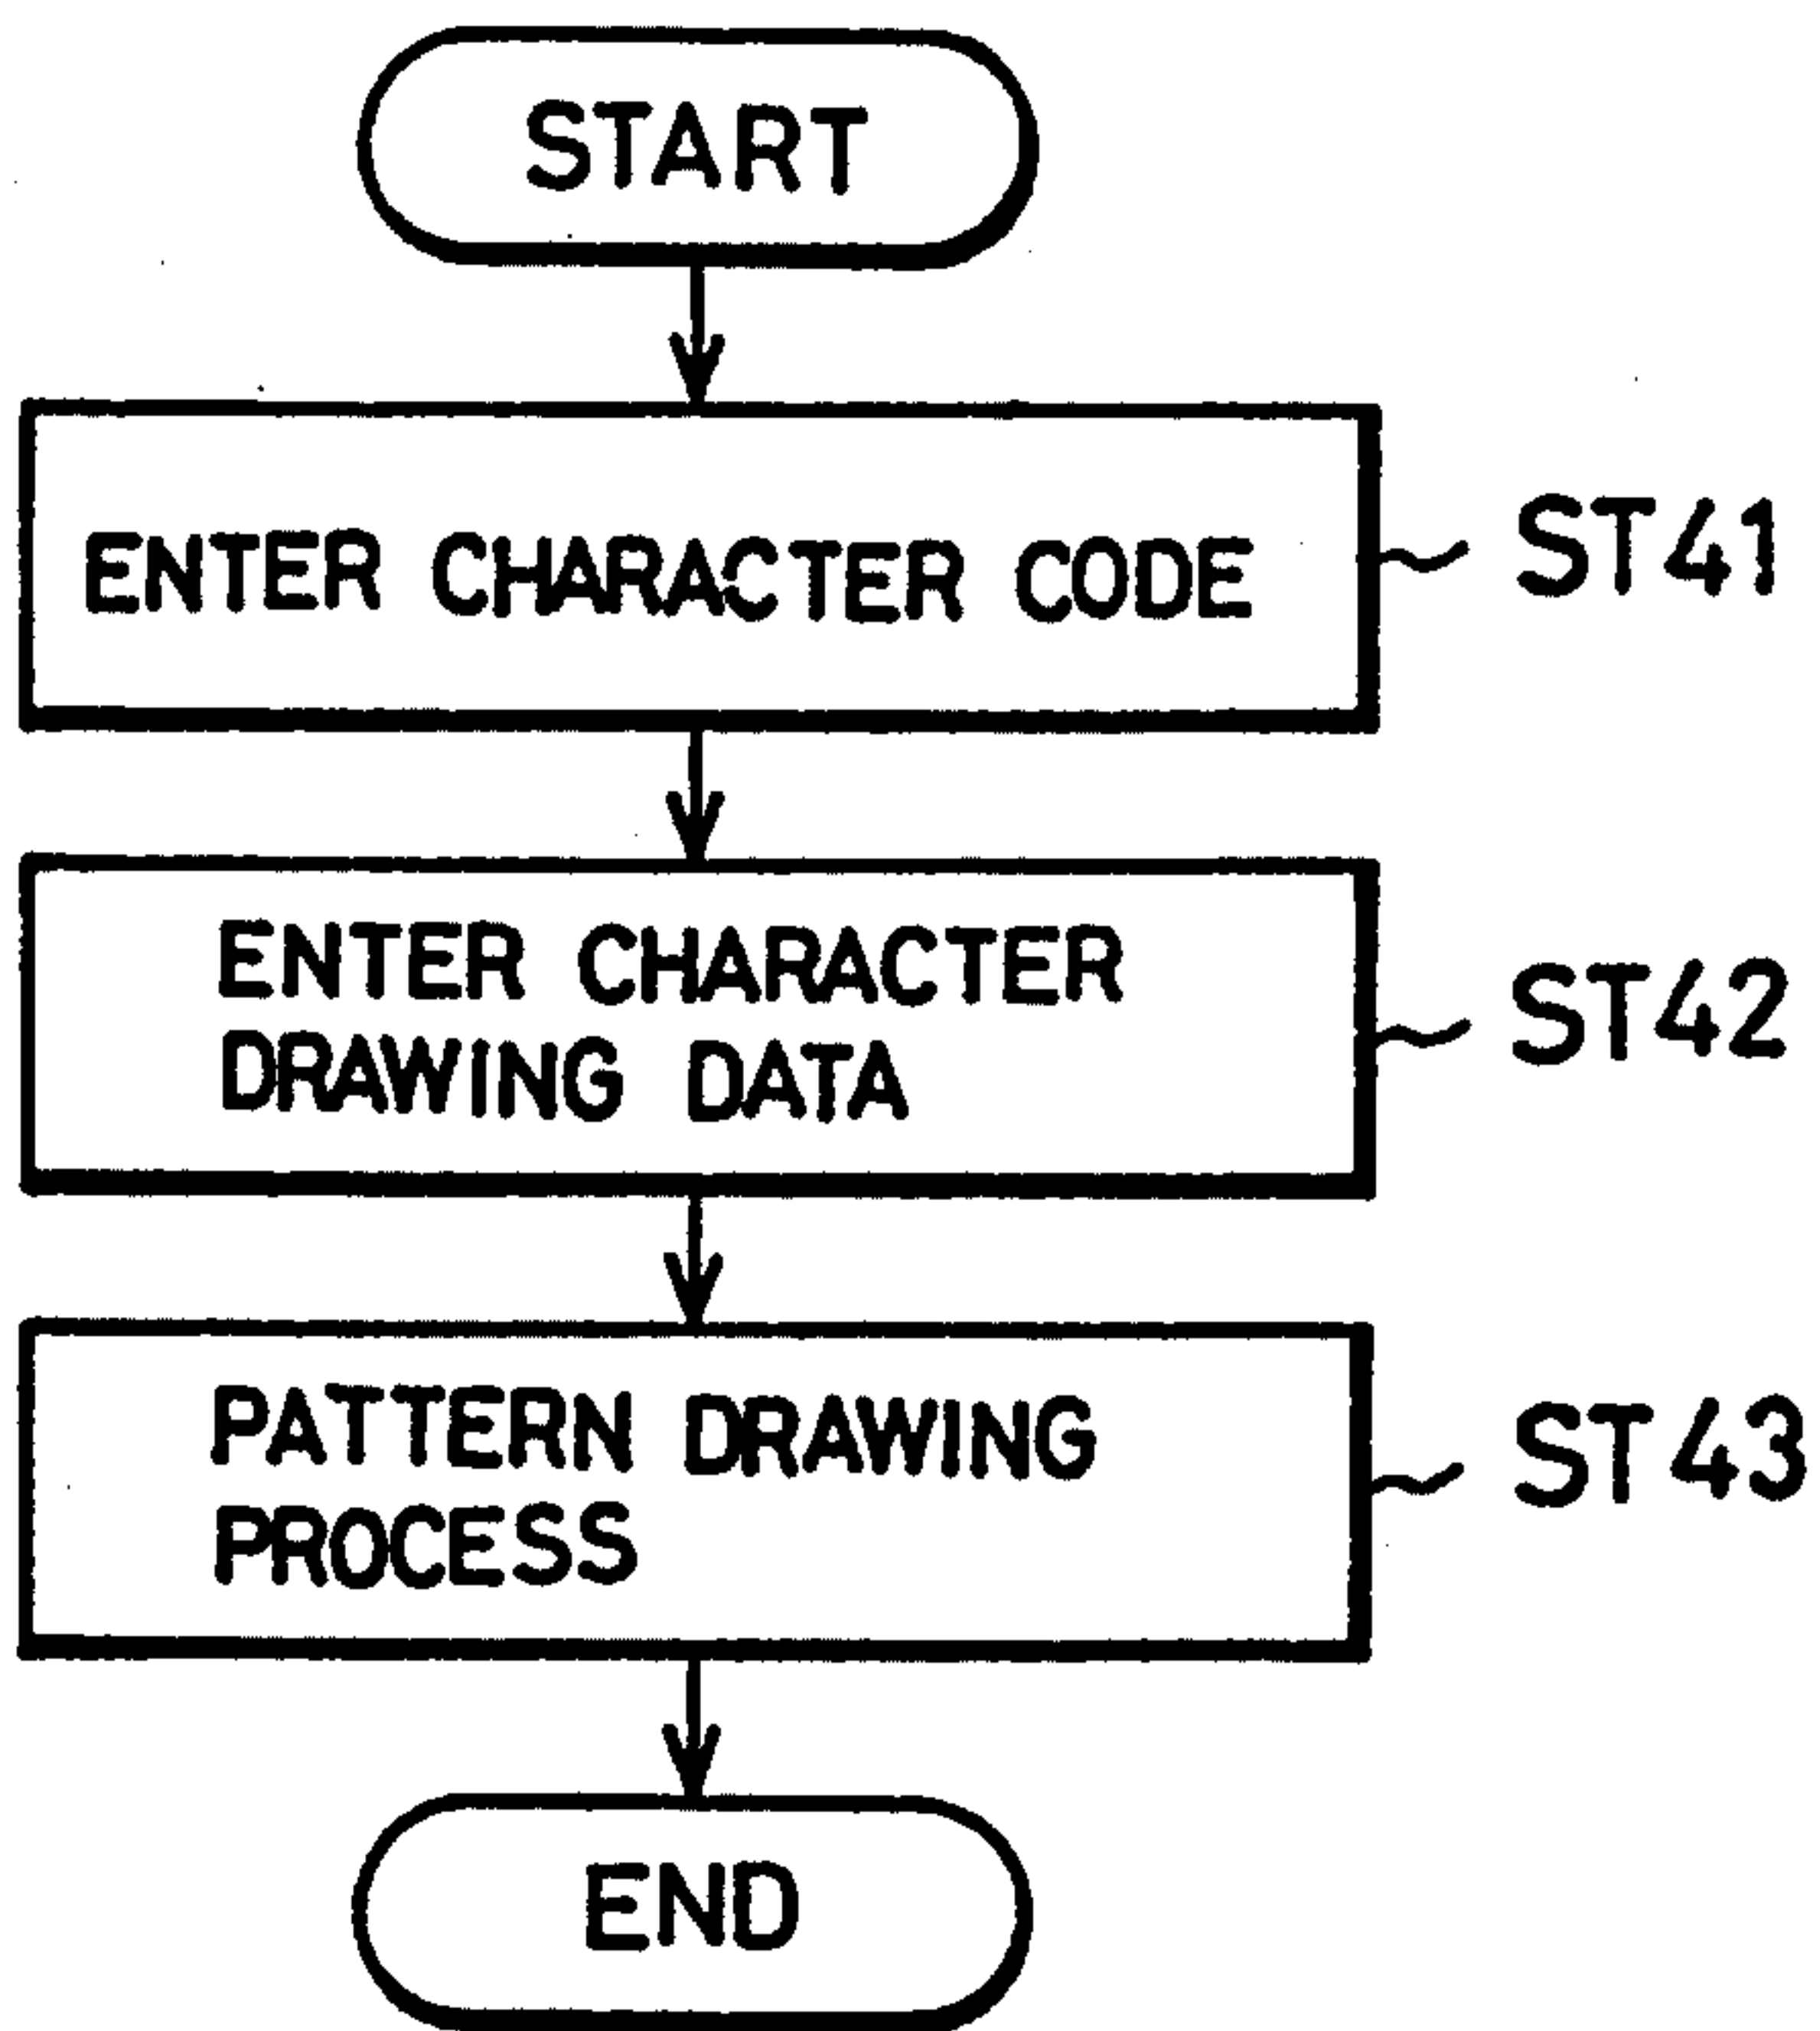 START
ENTER CHARACTER CODE
ST41
ENTER CHARACTER
DRAWING DATA
ST42
PATTERN DRAWING
PROCESS
ST43
END